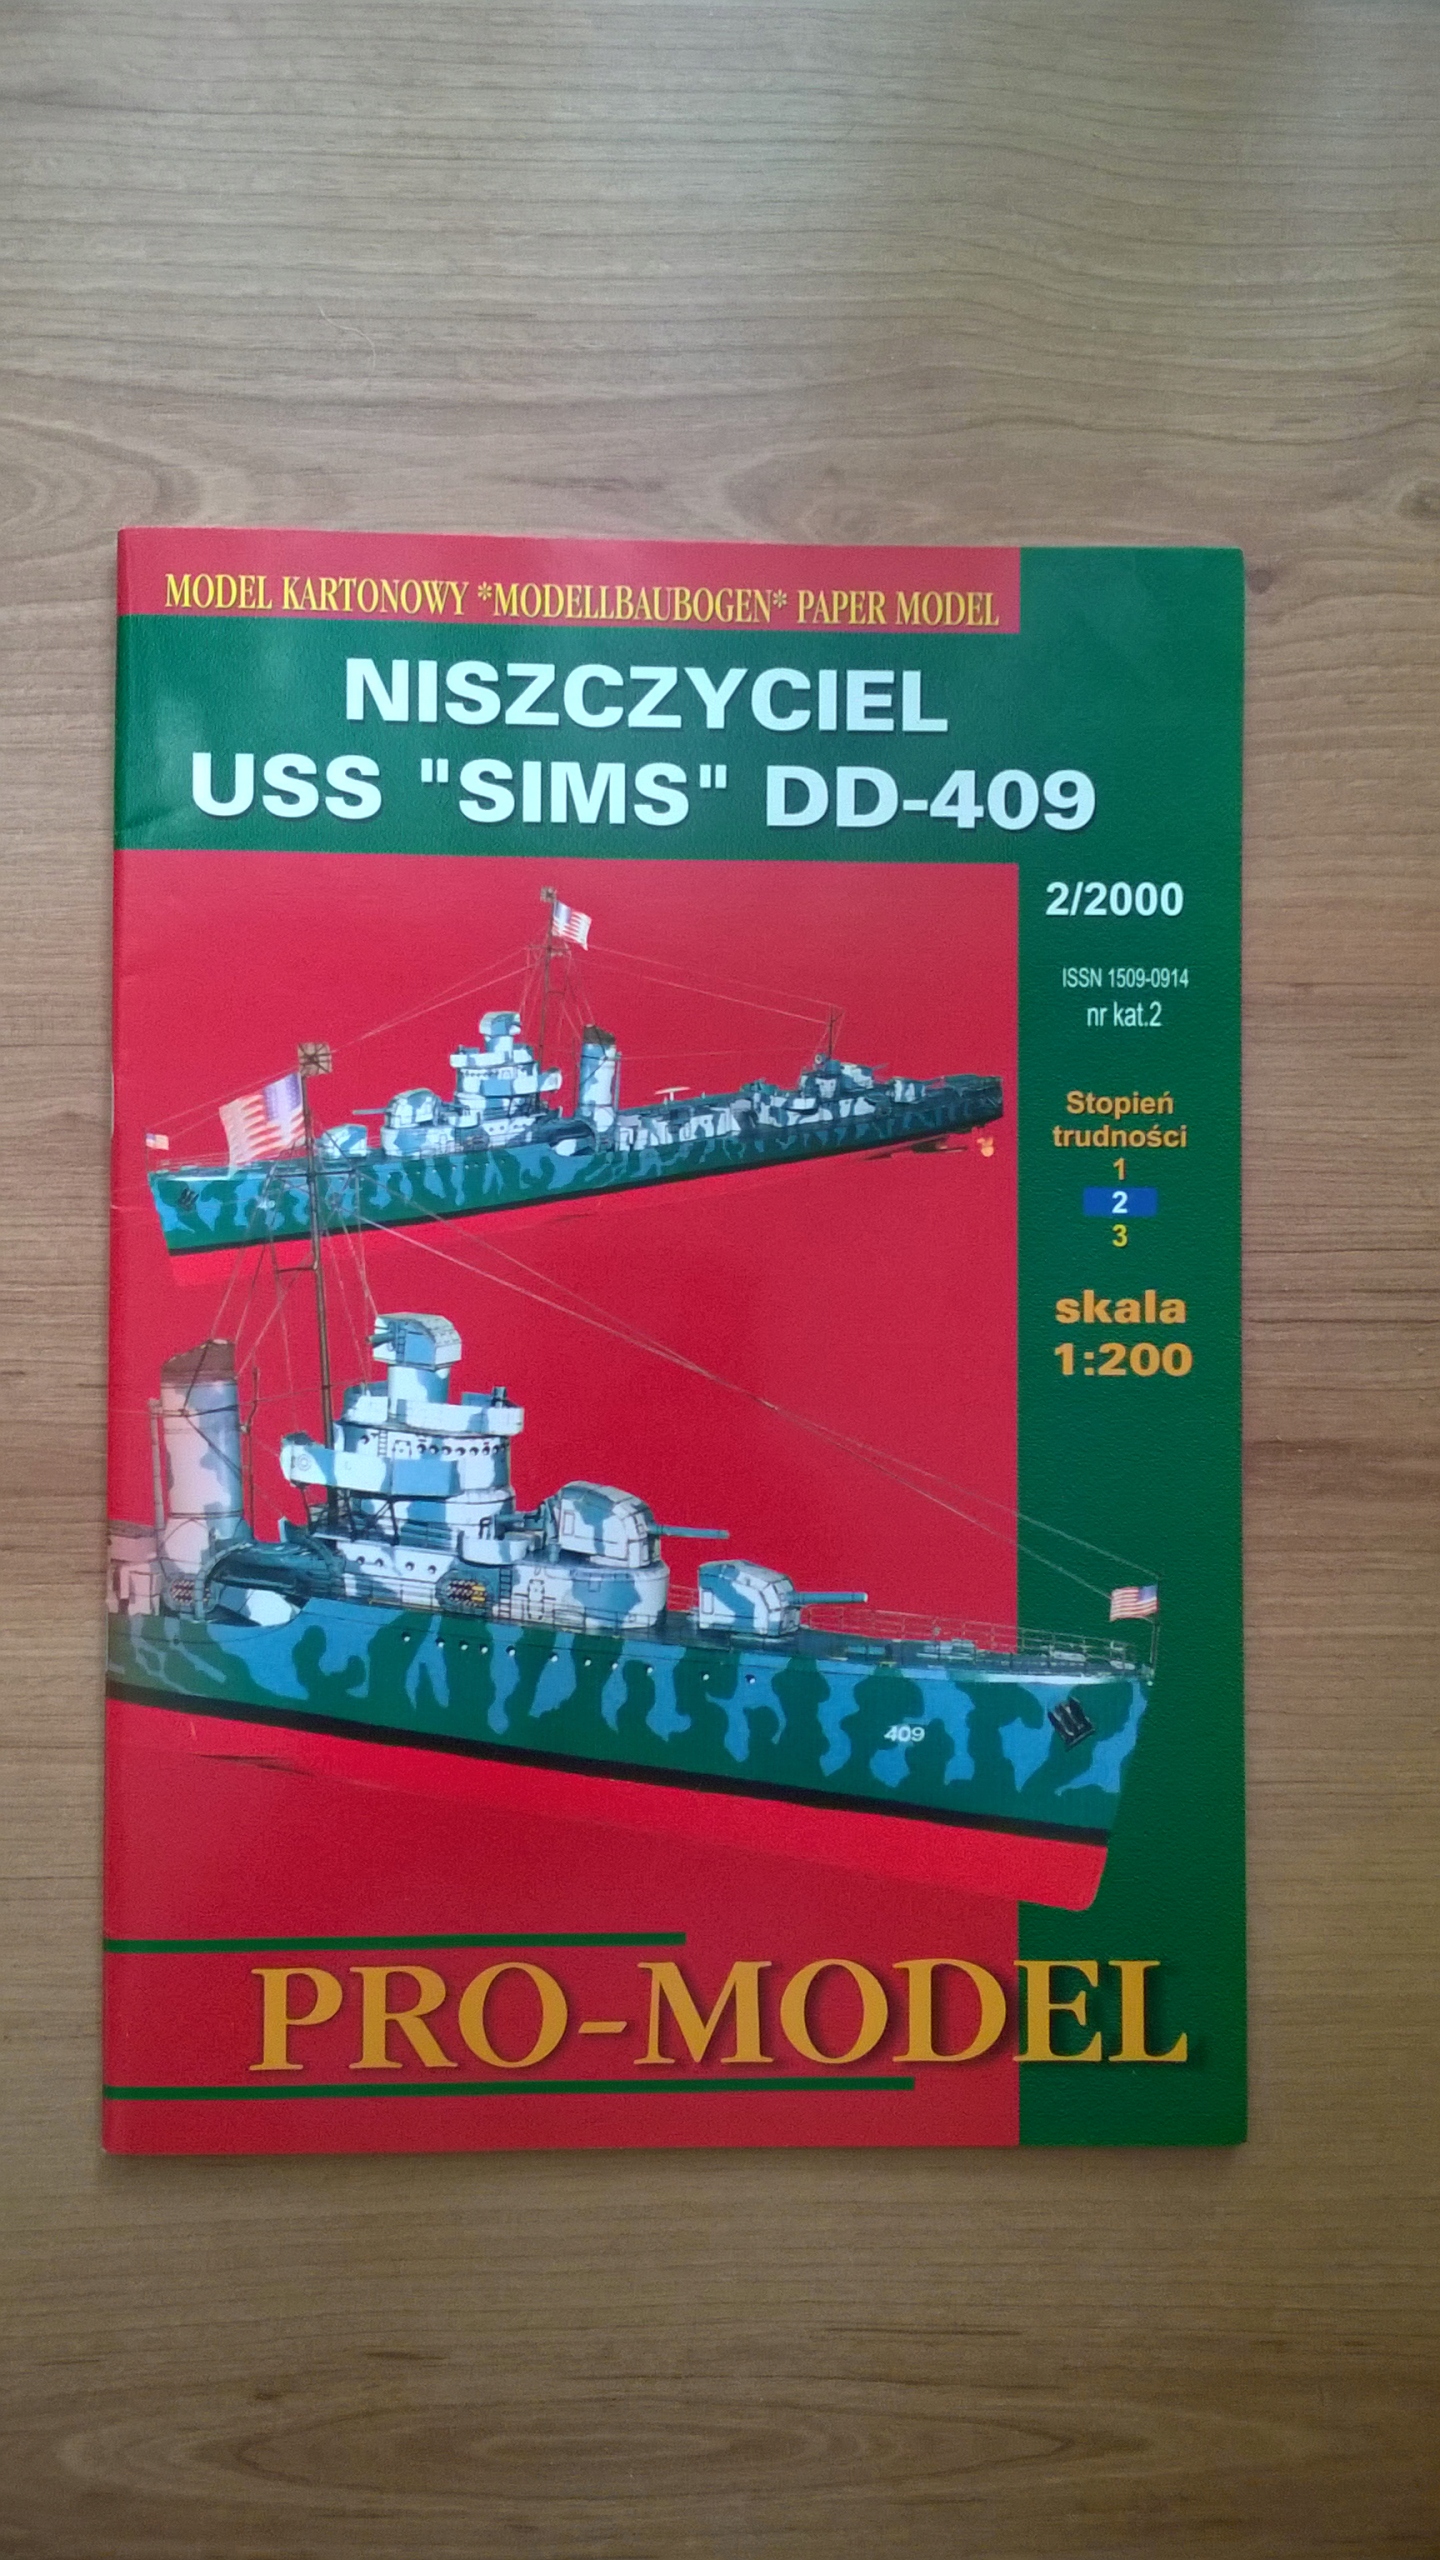 MODEL KARTONOWY *MODELLBAUBOGEN* PAPER MODEL
NISZCZYCIEL
USS "SIMS" DD-409
2/2000
ISSN 1509-0914
nr kat.2
Stopień
trudności
1
2
3
skala
1:200
409
PRO-MODEL